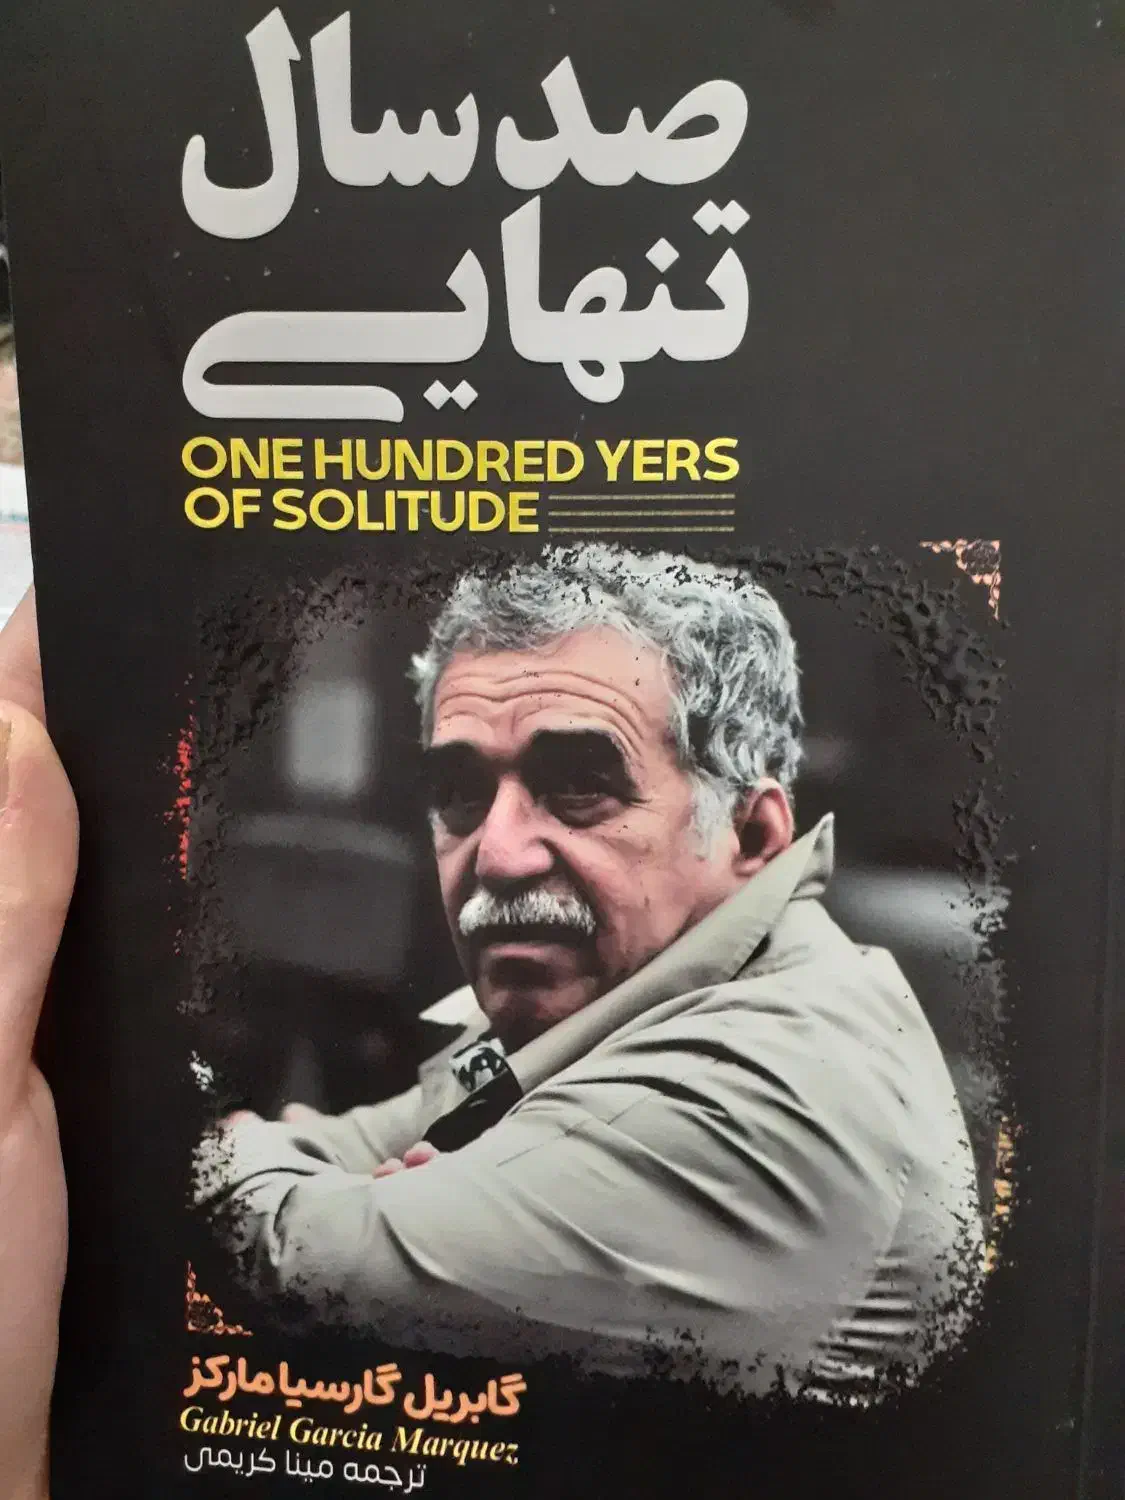 صد سال
تنهایی
ONE HUNDRED YERS
OF SOLITUDE
گابریل گارسیا مارکز
Gabriel Garcia Marquez
ترجمه مینا کریمی